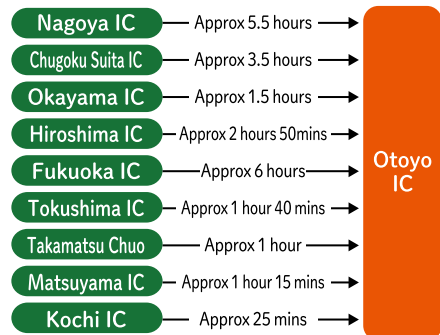 Nagoya IC Approx 5.5 hours
Chugoku Suita IC Approx 3.5 hours
Okayama IC Approx 1.5 hours
Hiroshima IC Approx 2 hours 50mins
Fukuoka IC Approx 6 hours
Tokushima IC Approx 1 hour 40 mins
Takamatsu Chuo Approx 1 hour
Matsuyama IC Approx 1 hour 15 mins
Kochi IC Approx 25 mins
Otoyo
IC